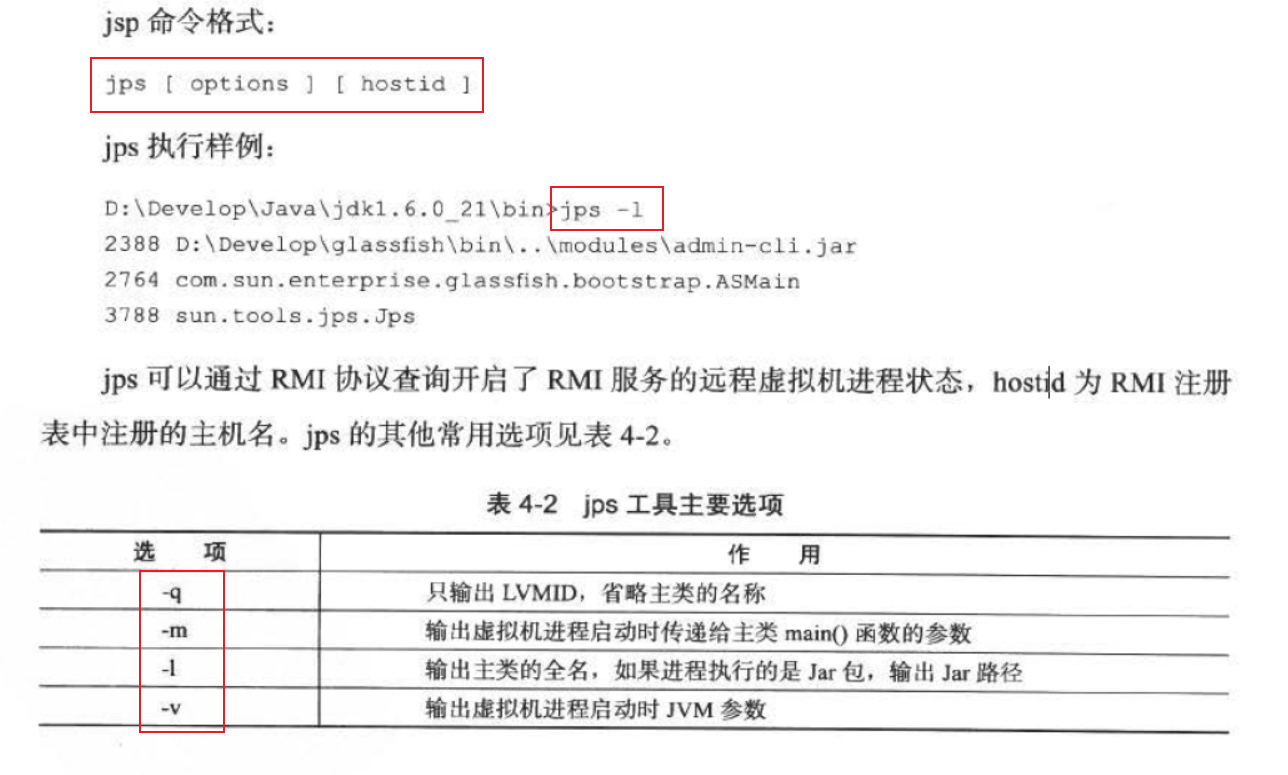 jsp 命令格式：
jps [ options ] [ hostid ]
jps 执行样例：
D:\Develop\Java\jdk1.6.0_21\bin>jps -l
2388 D:\Develop\glassfish\bin\..\modules\admin-cli.jar
2764 com.sun.enterprise.glassfish.bootstrap.ASMain
3788 sun.tools.jps.Jps
jps 可以通过 RMI 协议查询开启了 RMI 服务的远程虚拟机进程状态，hostid 为 RMI 注册
表中注册的主机名。jps 的其他常用选项见表 4-2。
表 4-2 jps 工具主要选项
选 项 作 用
-q 只输出 LVMID，省略主类的名称
-m 输出虚拟机进程启动时传递给主类 main() 函数的参数
-l 输出主类的全名，如果进程执行的是 Jar 包，输出 Jar 路径
-v 输出虚拟机进程启动时 JVM 参数